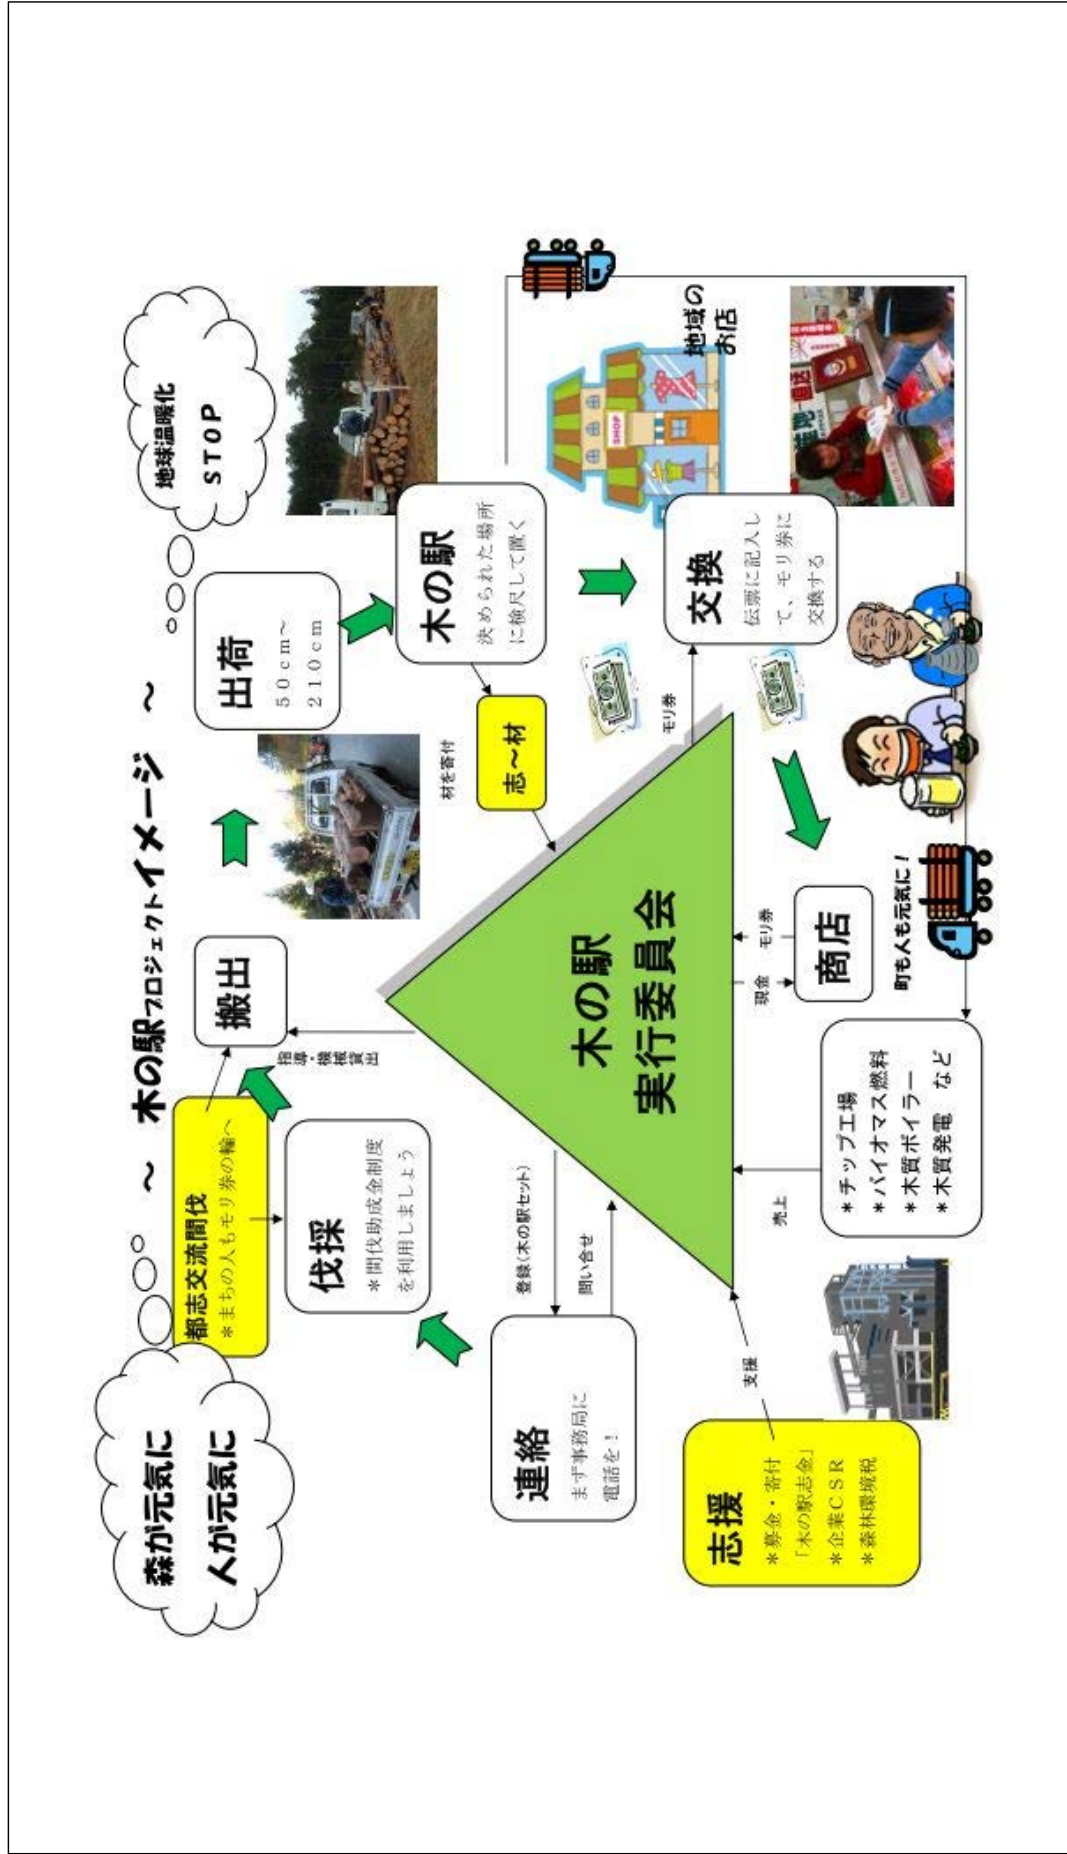 ～ 木の駅プロジェクトイメージ ～
森が元気に
人が元気に
地球温暖化
ＳＴＯＰ
都志交流間伐
＊まちの人もモリ券の輪へ
搬出
出荷
５０ｃｍ～
２１０ｃｍ
伐採
＊間伐助成金制度
を利用しましょう
指導・機械貸出
材を寄付
志～材
木の駅
決められた場所
に検尺して置く
連絡
まず事務局に
電話を！
登録（木の駅セット）
問い合せ
木の駅
実行委員会
モリ券
交換
伝票に記入し
て、モリ券に
交換する
SHOP
地域の
お店
志援
＊募金・寄付
「木の駅志金」
＊企業ＣＳＲ
＊森林環境税
支援
売上
＊チップ工場
＊バイオマス燃料
＊木質ボイラー
＊木質発電 など
現金
モリ券
商店
町も人も元気に！